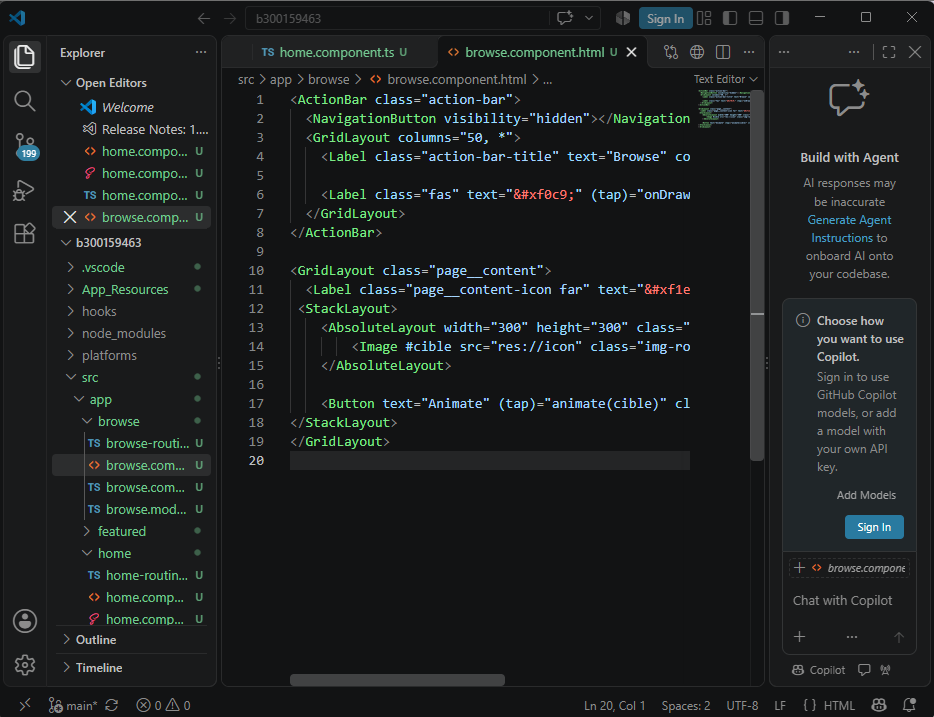 b300159463
Sign In
Explorer
TS home.component.ts U
<> browse.component.html U
Open Editors
Welcome
Release Notes: 1....
<> home.compo... U
home.compo... U
TS home.compo... U
<> browse.comp... U
199
b300159463
.vscode
App_Resources
hooks
node_modules
platforms
src
app
browse
TS browse-routi... U
<> browse.com... U
TS browse.com... U
TS browse.mod... U
featured
home
TS home-routin... U
<> home.comp... U
home.comp... U
Outline
Timeline
src > app > browse > <> browse.component.html > ...
Text Editor
1 <ActionBar class="action-bar">
2 <NavigationButton visibility="hidden"></Navigation
3 <GridLayout columns="50, *">
4 <Label class="action-bar-title" text="Browse" co
5
6 <Label class="fas" text="&#xf0c9;" (tap)="onDraw
7 </GridLayout>
8 </ActionBar>
9
10 <GridLayout class="page__content">
11 <Label class="page__content-icon far" text="&#xf1e
12 <StackLayout>
13 <AbsoluteLayout width="300" height="300" class="
14 <Image #cible src="res://icon" class="img-ro
15 </AbsoluteLayout>
16
17 <Button text="Animate" (tap)="animate(cible)" cl
18 </StackLayout>
19 </GridLayout>
20
Build with Agent
AI responses may
be inaccurate
Generate Agent
Instructions to
onboard AI onto
your codebase.
Choose how
you want to use
Copilot.
Sign in to use
GitHub Copilot
models, or add
a model with
your own API
key.
Add Models
Sign In
+ <> browse.compone
Chat with Copilot
Copilot
main* 0 0 Ln 20, Col 1 Spaces: 2 UTF-8 LF {} HTML